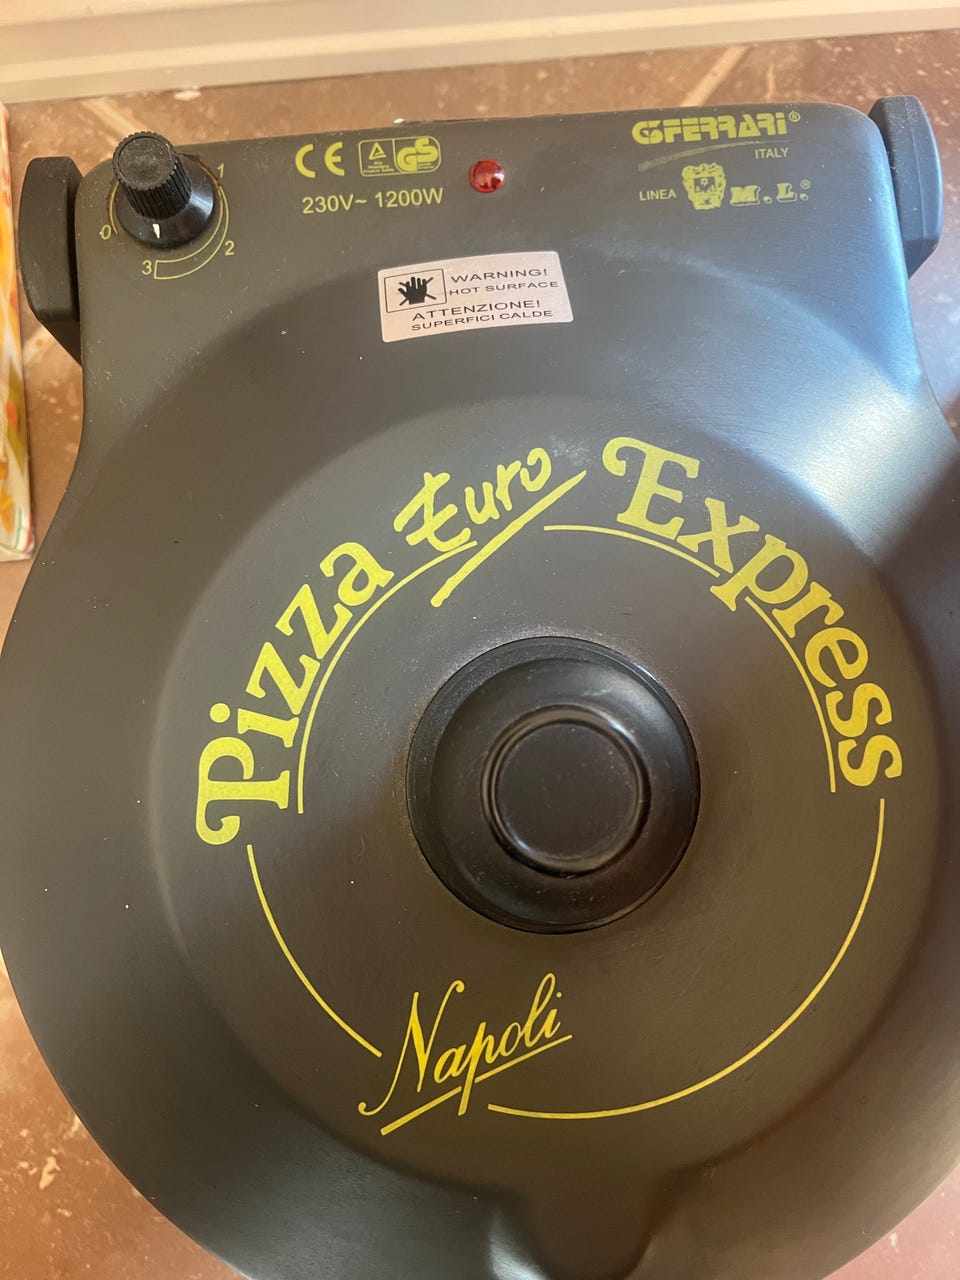 G3FERRARI®
ITALY
LINEA M.L.®
CE
GS
230V~ 1200W
0
1
2
3
WARNING!
HOT SURFACE
ATTENZIONE!
SUPERFICI CALDE
Pizza Euro Express
Napoli